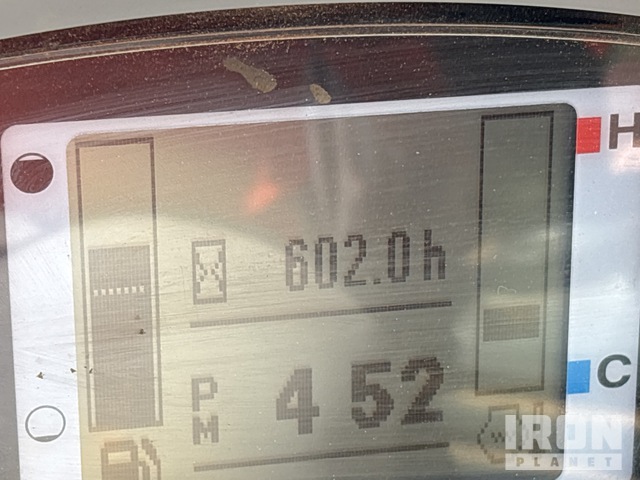 H
602.0h
PM 4 52
C
IRON
PLANET